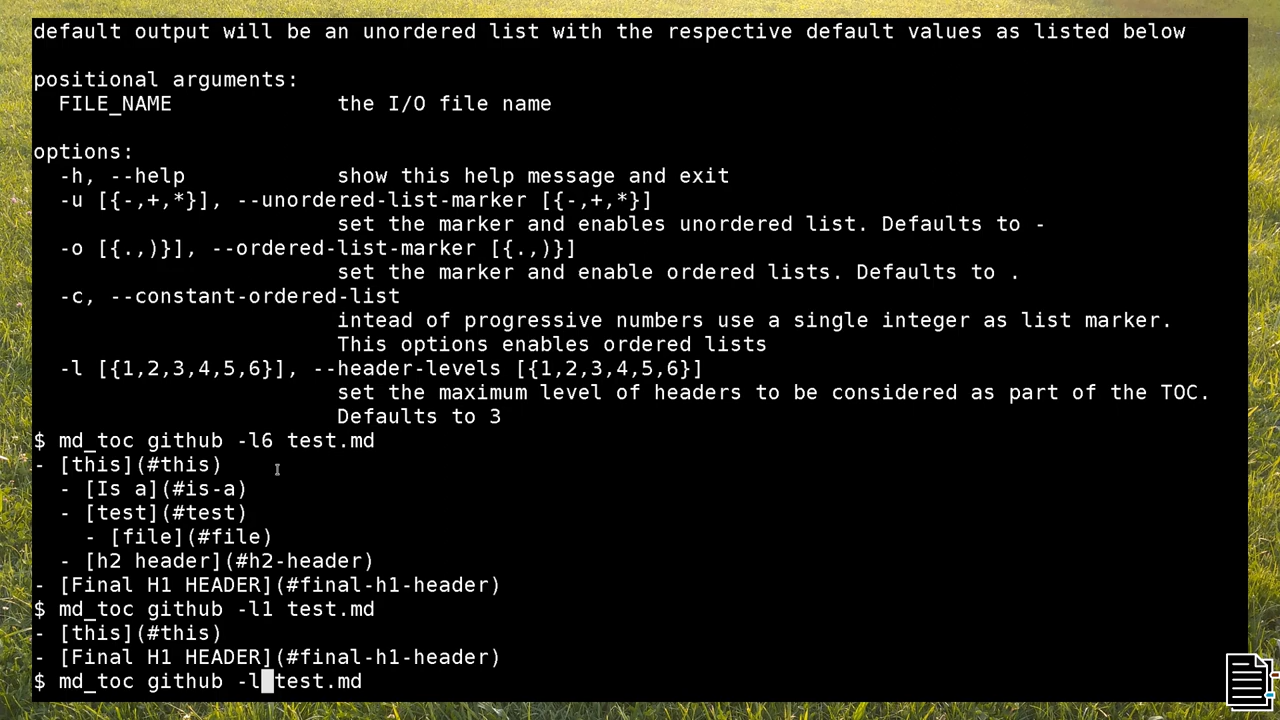 default output will be an unordered list with the respective default values as listed below
positional arguments:
FILE_NAME the I/O file name
options:
-h, --help show this help message and exit
-u [{-,+,*}], --unordered-list-marker [{-,+,*}]
set the marker and enables unordered list. Defaults to -
-o [{.,)}], --ordered-list-marker [{.,)}]
set the marker and enable ordered lists. Defaults to .
-c, --constant-ordered-list
intead of progressive numbers use a single integer as list marker.
This options enables ordered lists
-l [{1,2,3,4,5,6}], --header-levels [{1,2,3,4,5,6}]
set the maximum level of headers to be considered as part of the TOC.
Defaults to 3
$ md_toc github -l6 test.md
- [this](#this)
- [Is a](#is-a)
- [test](#test)
- [file](#file)
- [h2 header](#h2-header)
- [Final H1 HEADER](#final-h1-header)
$ md_toc github -l1 test.md
- [this](#this)
- [Final H1 HEADER](#final-h1-header)
$ md_toc github -l test.md